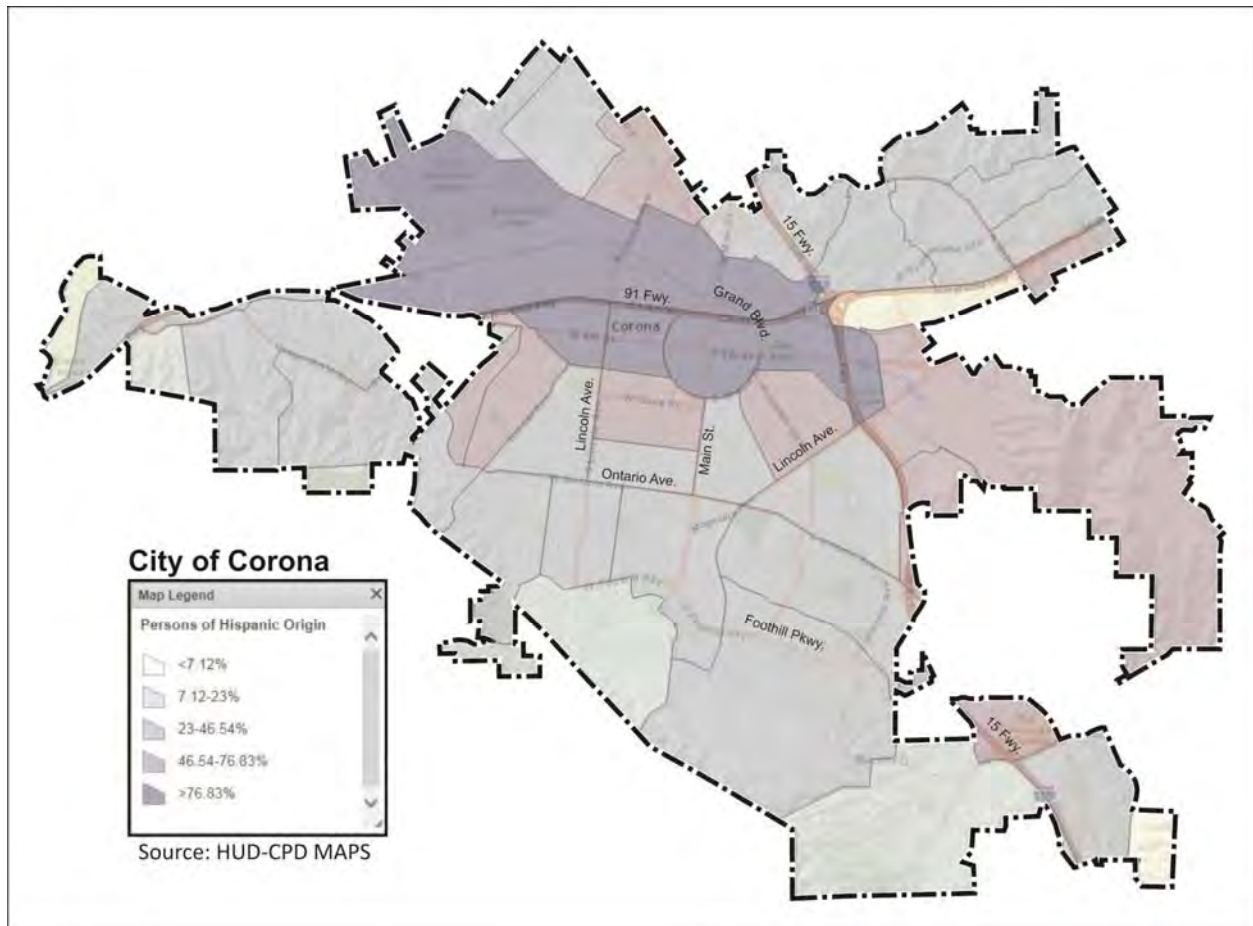 15 Fwy.
91 Fwy.
Grand Blvd.
Corona
Lincoln Ave.
Main St.
Lincoln Ave.
Ontario Ave.
Foothill Pkwy.
15 Fwy.
City of Corona
Map Legend
Persons of Hispanic Origin
<7 12%
7 12-23%
23-46.54%
46.54-76.83%
>76.83%
Source: HUD-CPD MAPS